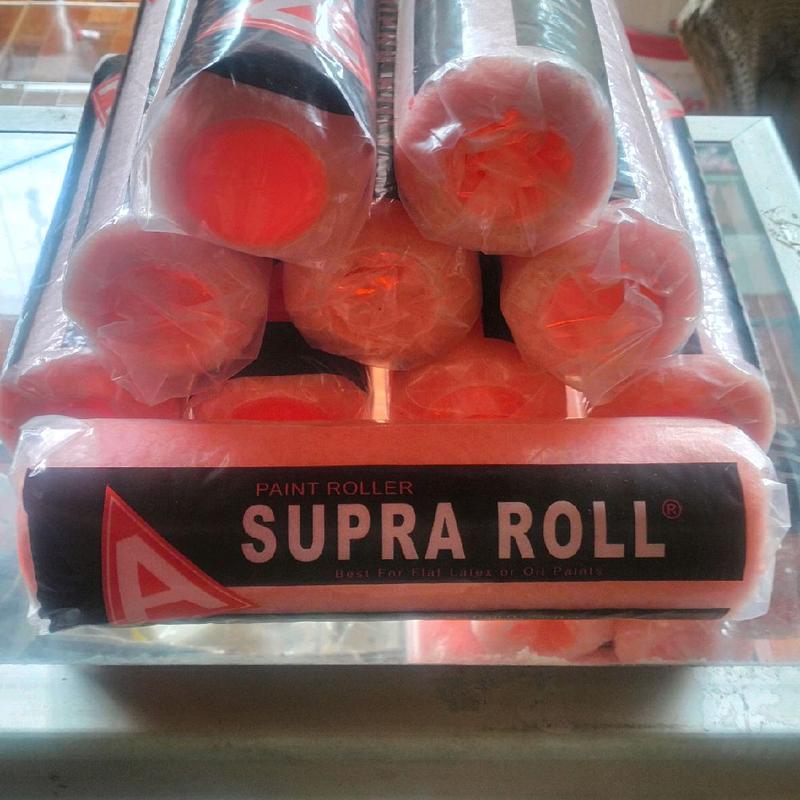 PAINT ROLLER
SUPRA ROLL®
Best For Flat Latex or Oil Paints
A